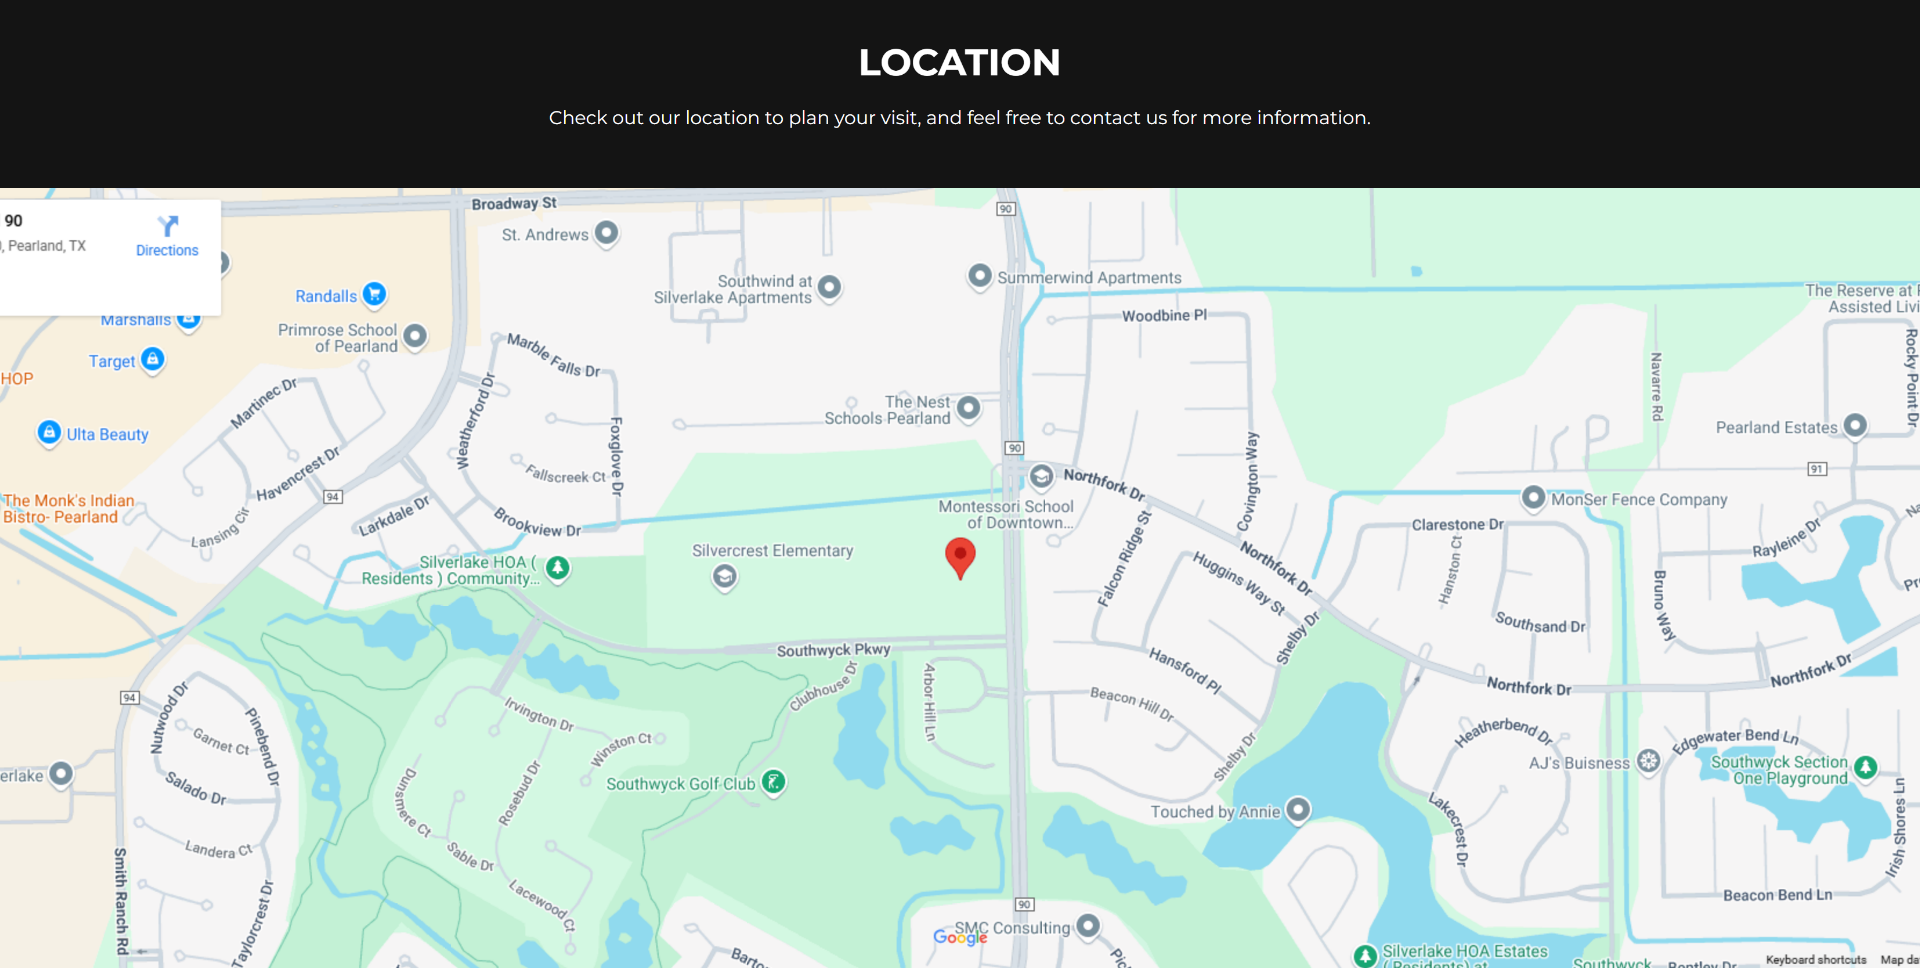 LOCATION
Check out our location to plan your visit, and feel free to contact us for more information.
90
, Pearland, TX
Directions
Broadway St
90
St. Andrews
Southwind at
Silverlake Apartments
Summerwind Apartments
The Reserve at
Assisted Livi
Randalls
Marshalls
Primrose School
of Pearland
Target
Woodbine Pl
Marble Falls Dr
Rocky Point Dr
HOP
Martinec Dr
Weatherford Dr
Navarre Rd
The Nest
Schools Pearland
Foxglove Dr
Ulta Beauty
Pearland Estates
90
Covington Way
Havencrest Dr
Fallscreek Ct
91
94
Northfork Dr
The Monk's Indian
Bistro- Pearland
Larkdale Dr
Lansing Cir
Brookview Dr
Montessori School
of Downtown...
MonSer Fence Company
Clarestone Dr
Falcon Ridge St
Rayleine Dr
Na
Silvercrest Elementary
Northfork Dr
Huggins Way St
Hanston Ct
Silverlake HOA (
Residents ) Community...
Bruno Way
Pr
Southsand Dr
Shelby Dr
Southwyck Pkwy
Hansford Pl
Northfork Dr
Northfork Dr
Clubhouse Dr
Arbor Hill Ln
94
Nutwood Dr
Pinebend Dr
Garnet Ct
Irvington Dr
Winston Ct
Beacon Hill Dr
Shelby Dr
Heatherbend Dr
Edgewater Bend Ln
AJ's Buisness
Southwyck Section
One Playground
erlake
Salado Dr
Dunsmere Ct
Rosebud Dr
Southwyck Golf Club
Touched by Annie
Lakecrest Dr
Irish Shores Ln
Landera Ct
Sable Dr
Smith Ranch Rd
Taylorcrest Dr
Lacewood Ct
Beacon Bend Ln
90
SMC Consulting
Google
Barto
Pic
Silverlake HOA Estates
(Residents) at
Southwyck
Bentley Dr
Keyboard shortcuts
Map da